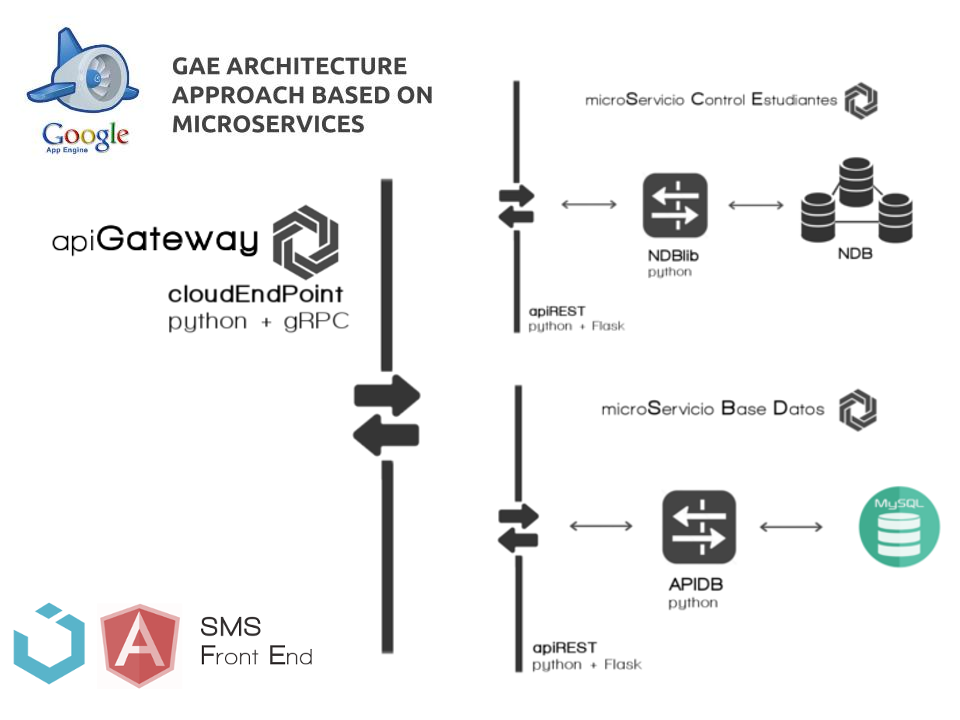 GAE ARCHITECTURE
APPROACH BASED ON
MICROSERVICES
Google
App Engine
apiGateway
cloudEndPoint
python + gRPC
microServicio Control Estudiantes
NDBlib
python
NDB
apiREST
python + Flask
microServicio Base Datos
MySQL
APIDB
python
apiREST
python + Flask
SMS
Front End
A